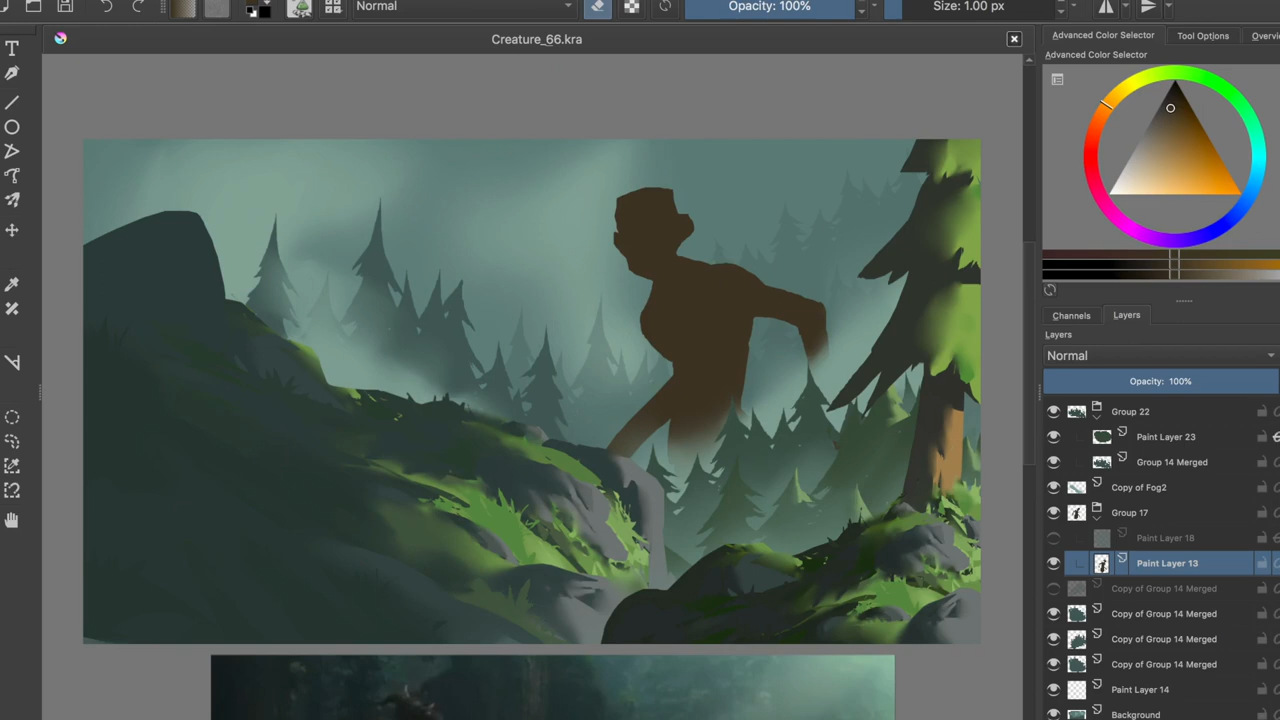 Normal
Opacity: 100%
Size: 1.00 px
Creature_66.kra
Advanced Color Selector
Tool Options
Overvi
Advanced Color Selector
Channels
Layers
Layers
Normal
Opacity: 100%
Group 22
Paint Layer 23
Group 14 Merged
Copy of Fog2
Group 17
Paint Layer 18
Paint Layer 13
Copy of Group 14 Merged
Copy of Group 14 Merged
Copy of Group 14 Merged
Copy of Group 14 Merged
Paint Layer 14
Background